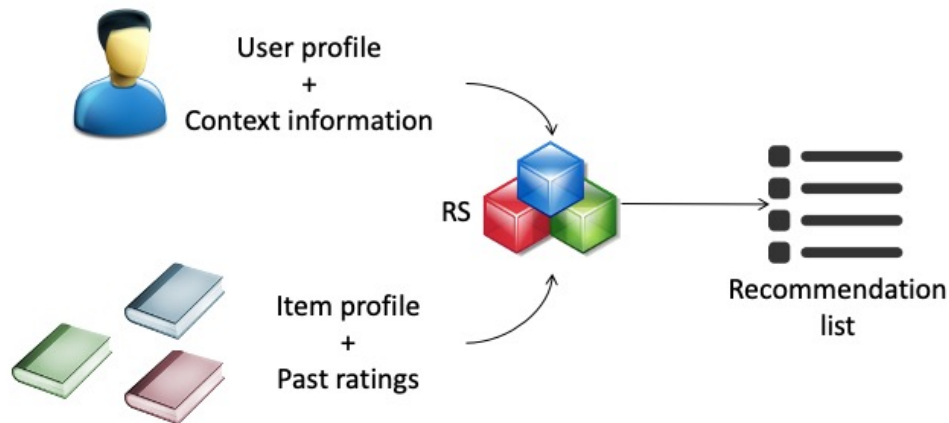 User profile
+
Context information
RS
Item profile
+
Past ratings
Recommendation
list